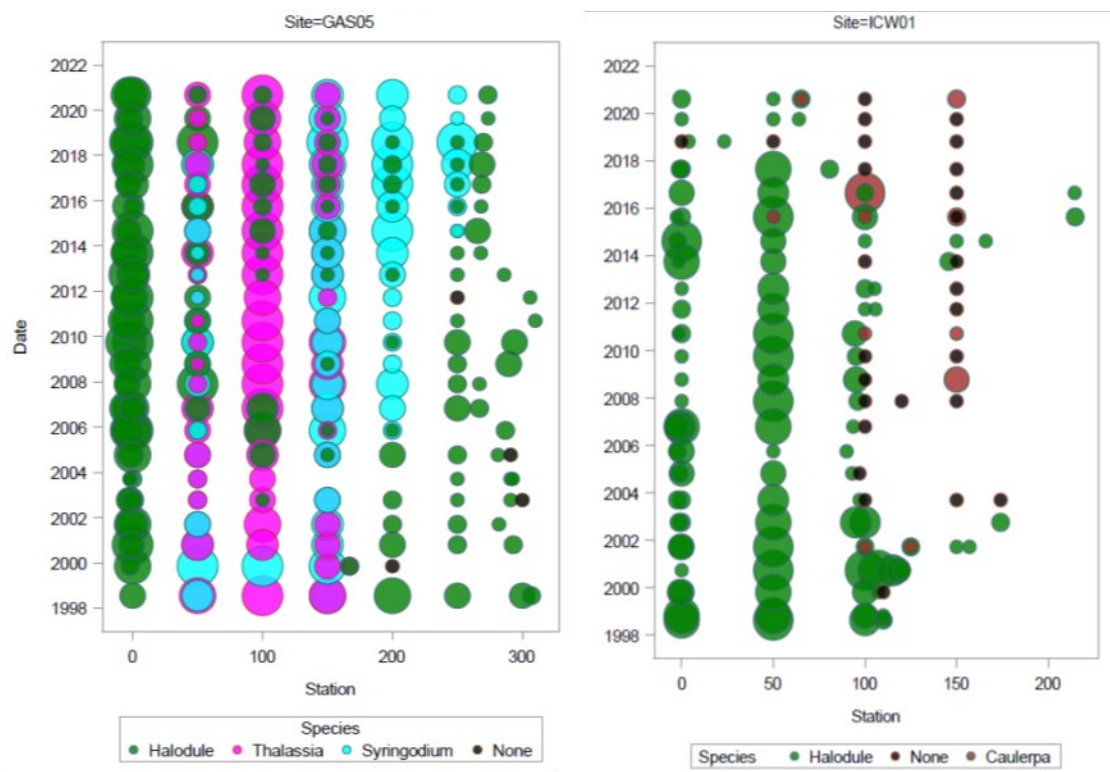 Site=GAS05
2022
2020
2018
2016
2014
2012
2010
2008
2006
2004
2002
2000
1998
Date
0 100 200 300
Station
Species
Halodule Thalassia Syringodium None
Site=ICW01
2022
2020
2018
2016
2014
2012
2010
2008
2006
2004
2002
2000
1998
0 50 100 150 200
Station
Species Halodule None Caulerpa